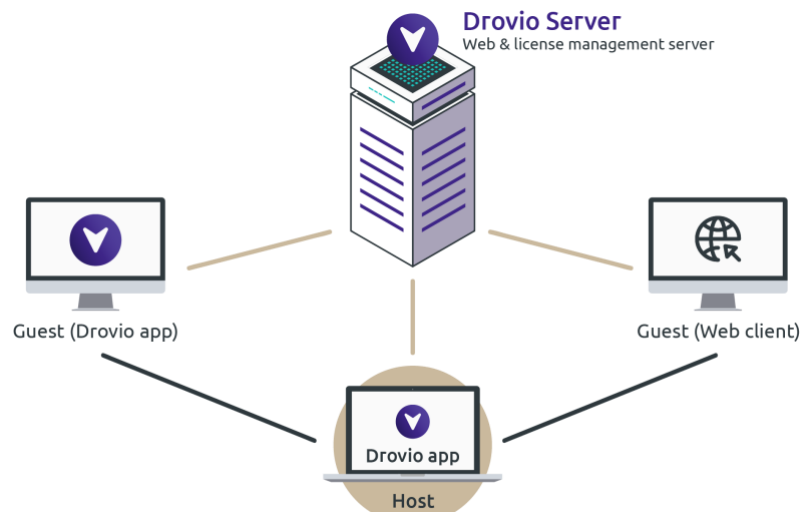 Drovio Server
Web & license management server
Guest (Drovio app)
Guest (Web client)
Drovio app
Host